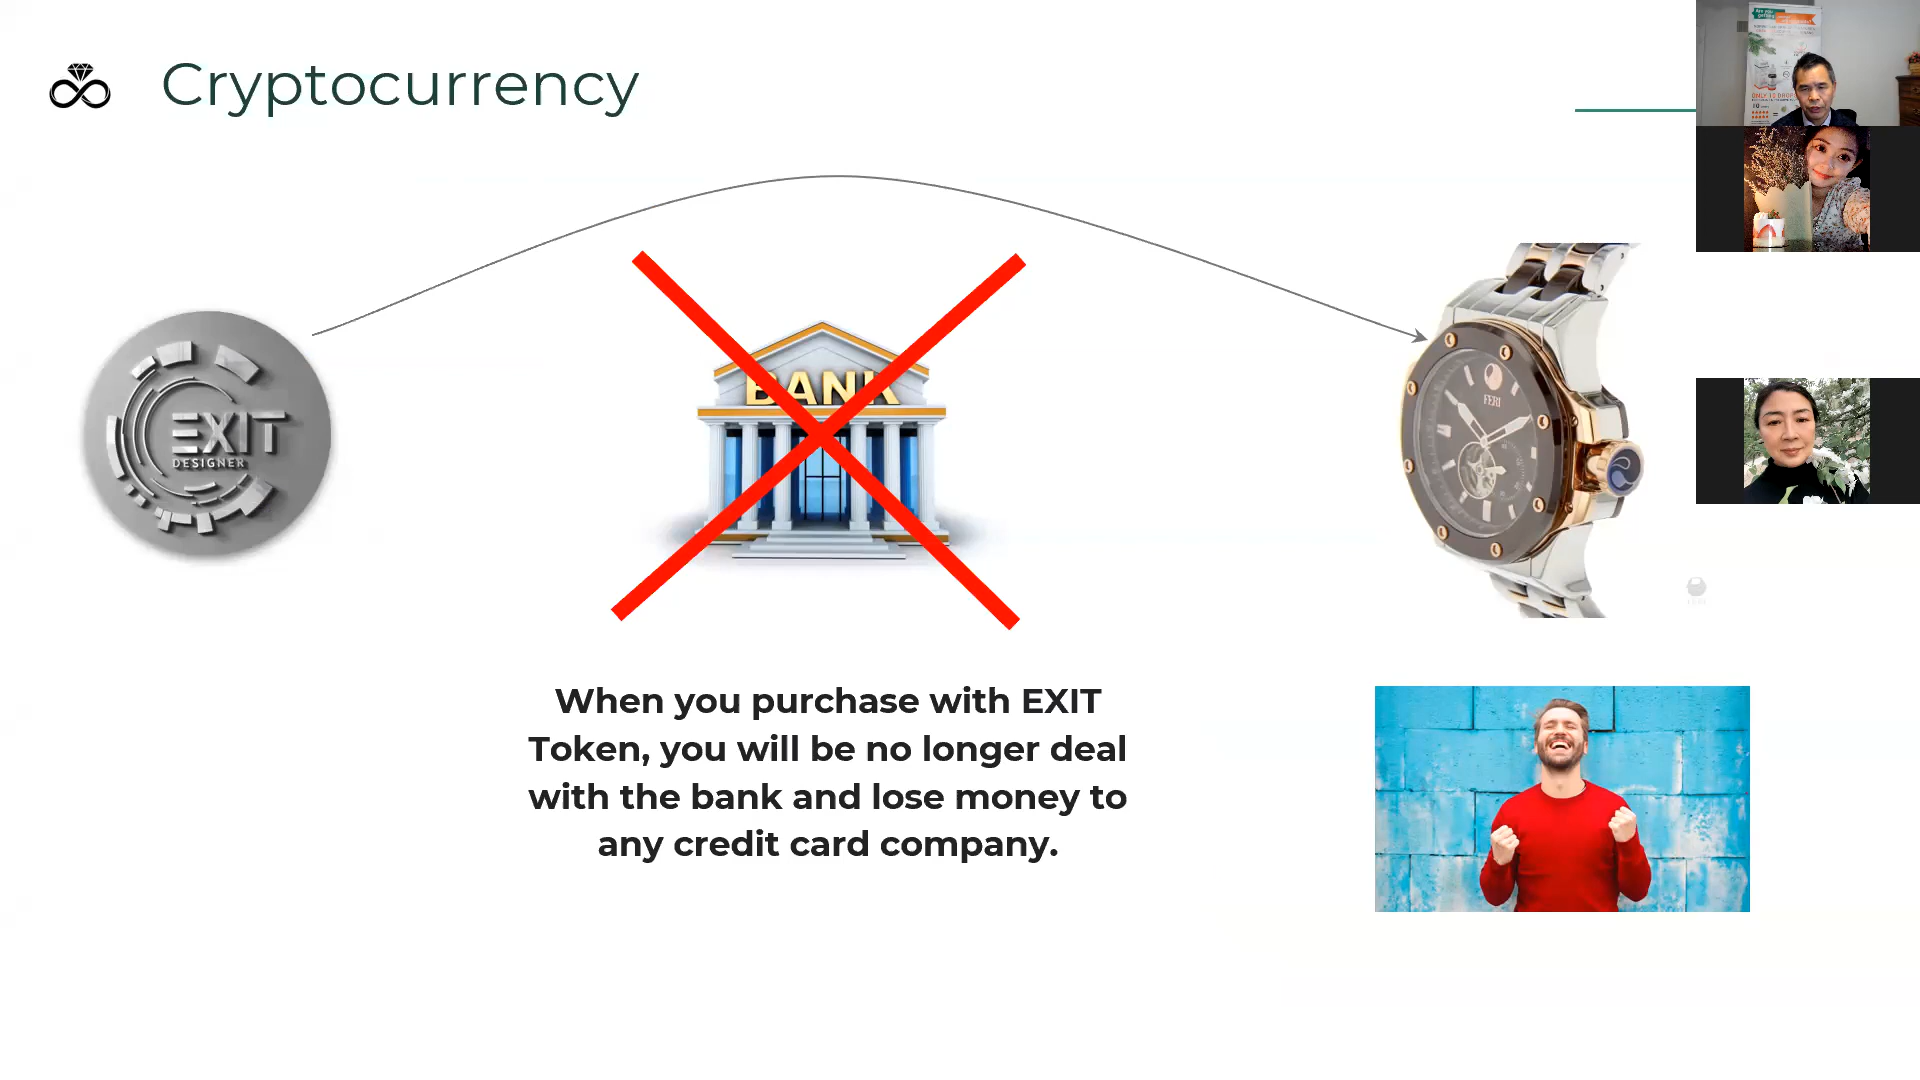 Cryptocurrency
EXIT
DESIGNER
BANK
FERI
When you purchase with EXIT
Token, you will be no longer deal
with the bank and lose money to
any credit card company.